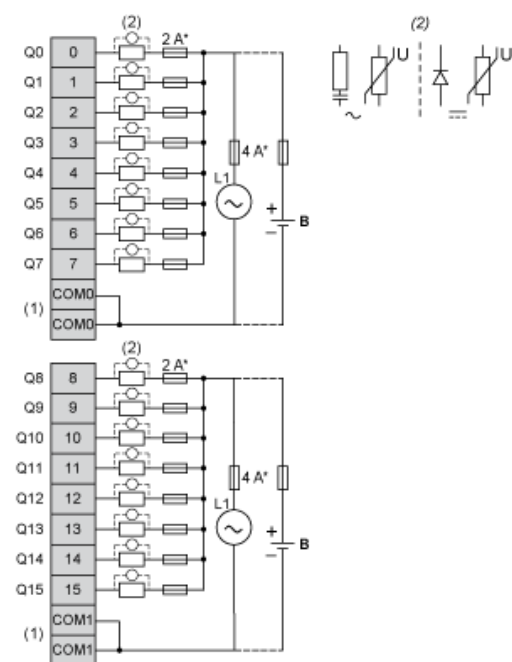 (2)
2 A*
(2)
Q0 0
U
U
Q1 1
Q2 2
~
Q3 3
4 A*
Q4 4
L1
Q5 5
~
+
Q6 6
B
−
Q7 7
COM0
(1)
COM0
(2)
2 A*
Q8 8
Q9 9
Q10 10
Q11 11
4 A*
Q12 12
L1
Q13 13
~
+
Q14 14
B
−
Q15 15
COM1
(1)
COM1